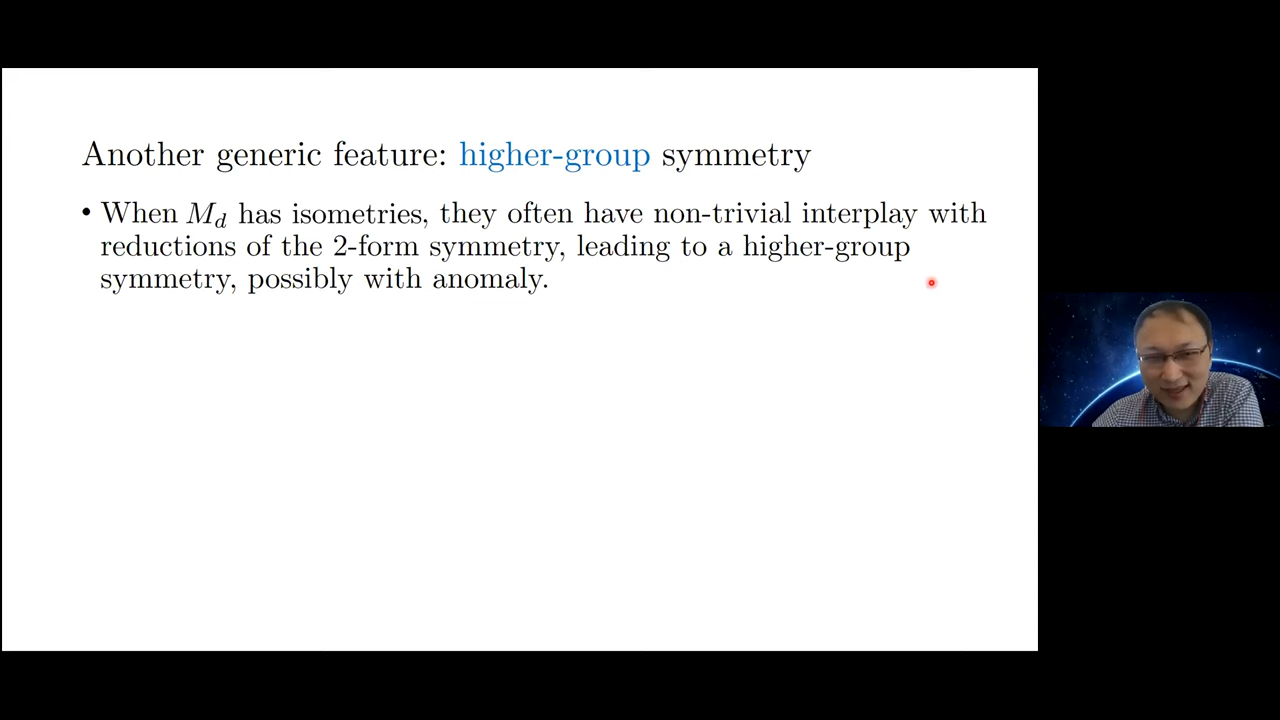 Another generic feature: higher-group symmetry
• When $M_d$ has isometries, they often have non-trivial interplay with
reductions of the 2-form symmetry, leading to a higher-group
symmetry, possibly with anomaly.